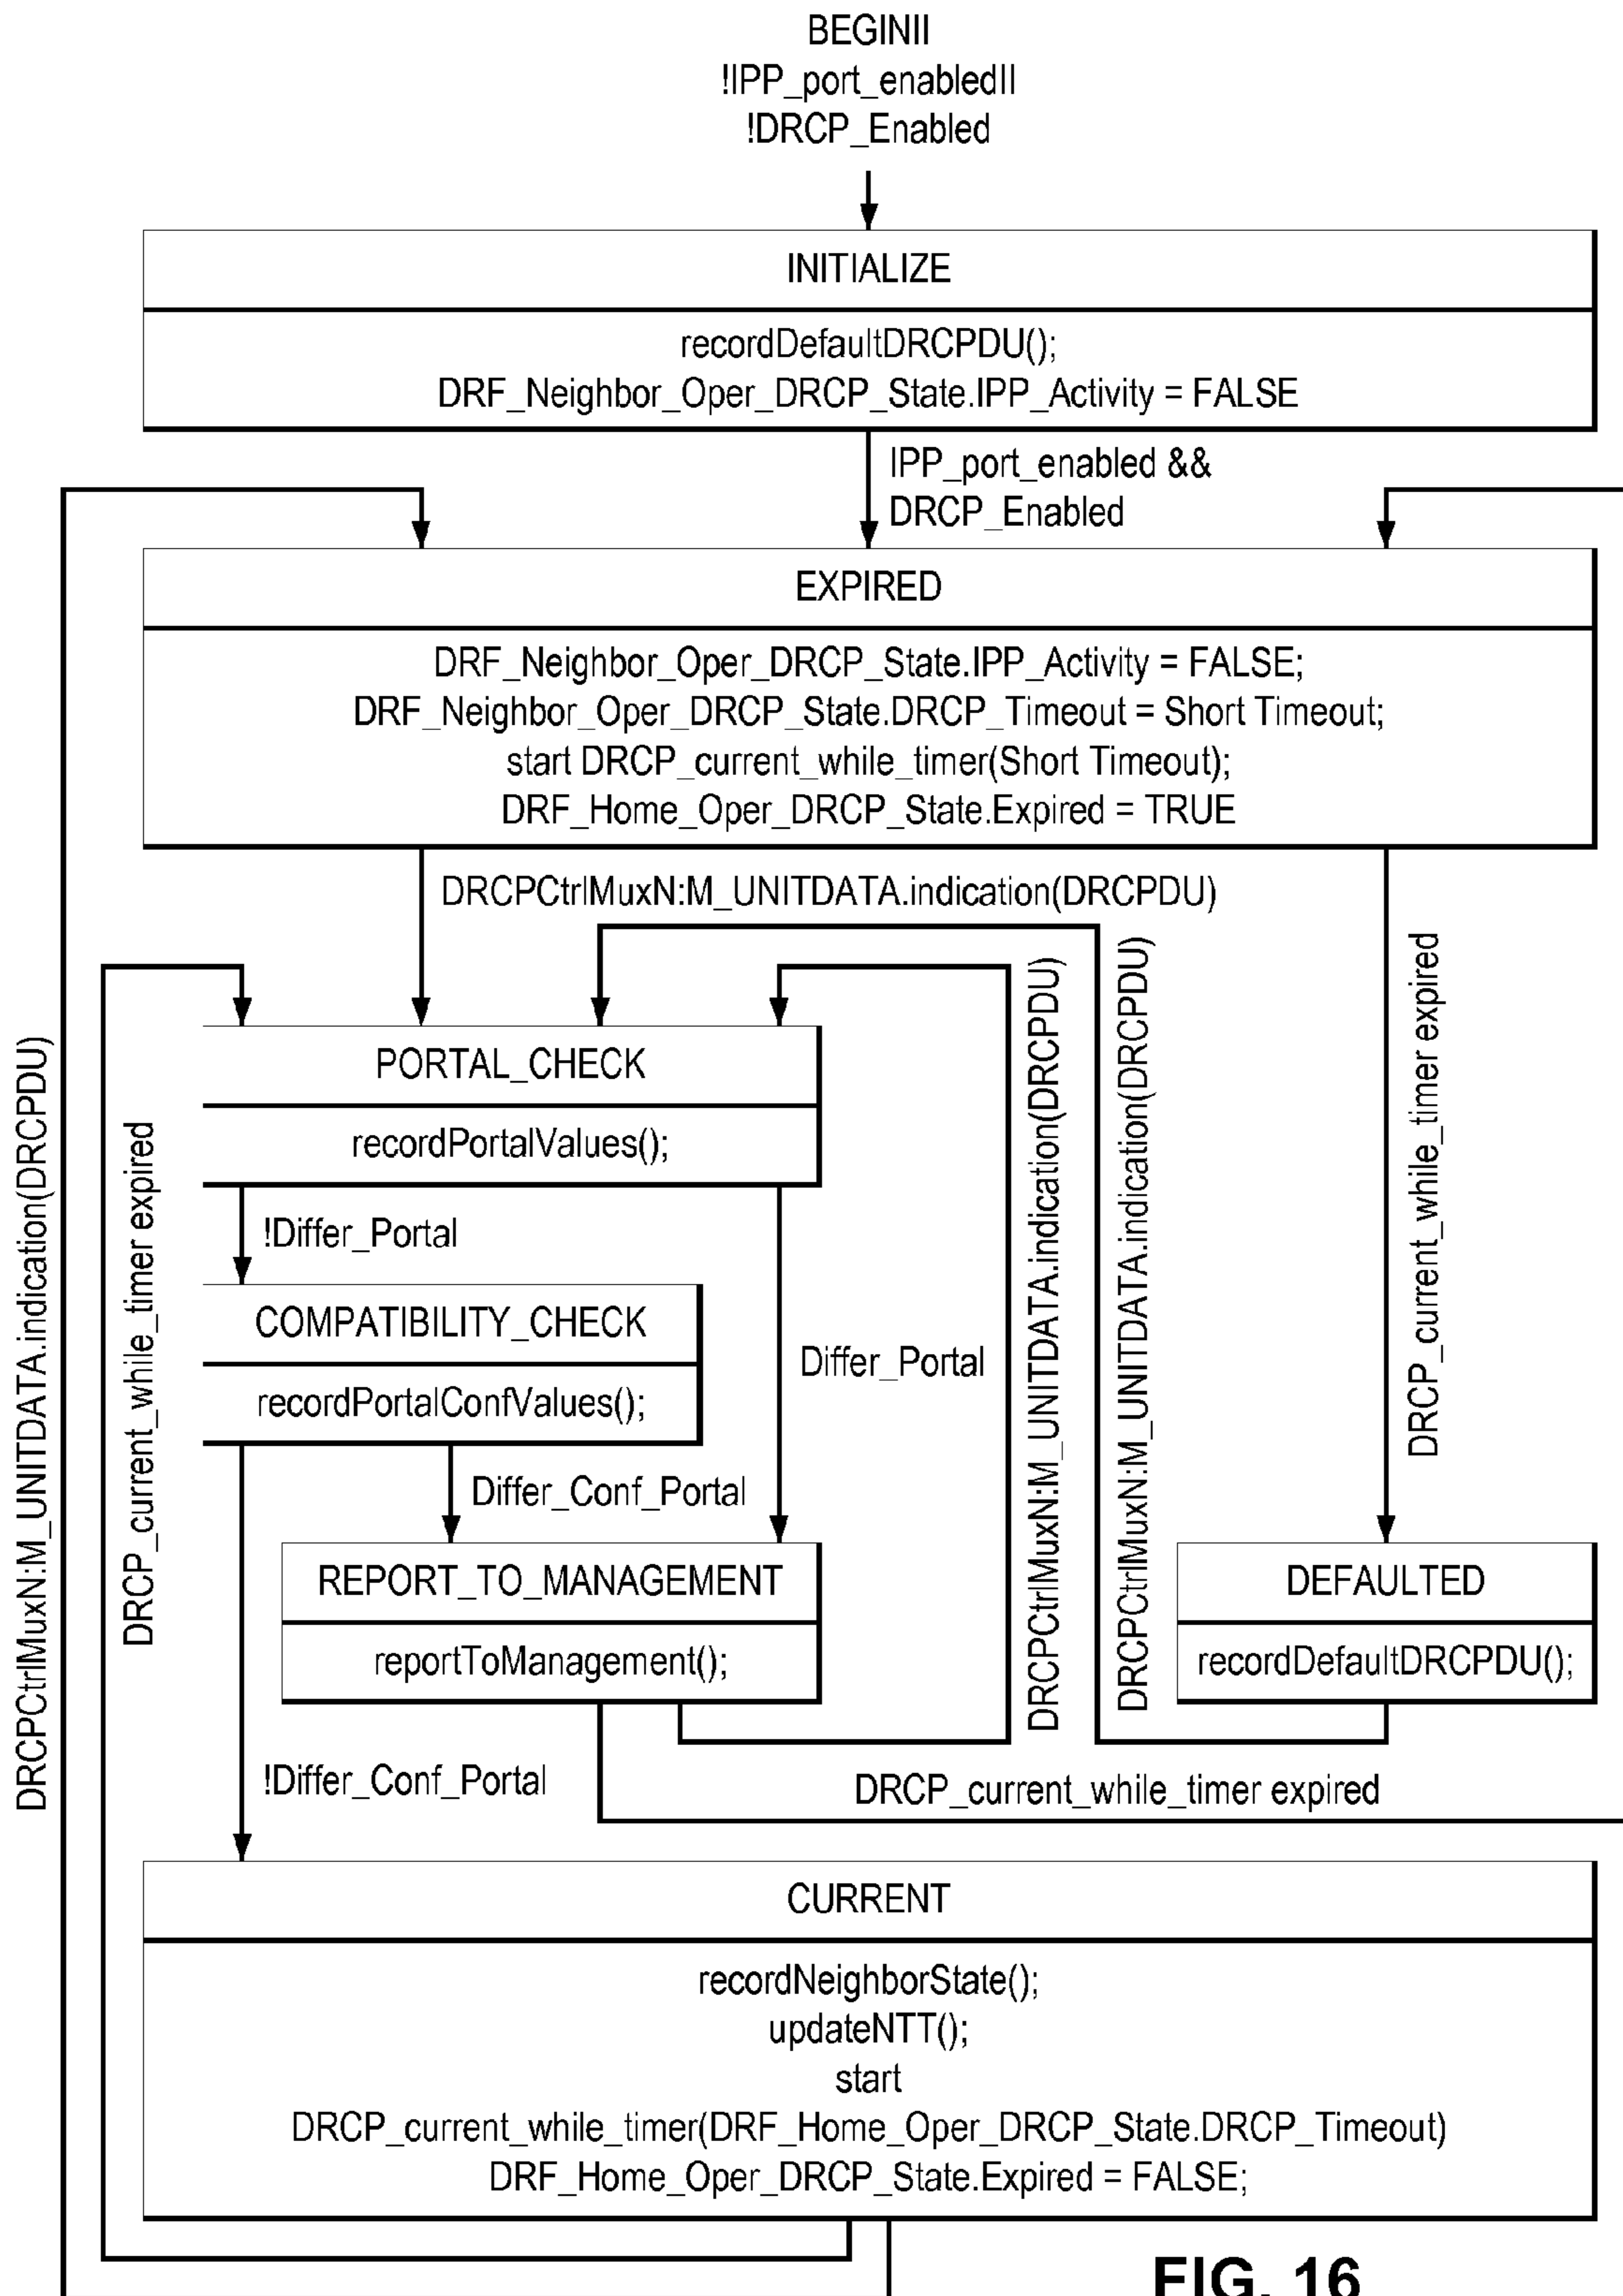 BEGINII
!IPP_port_enabledII
!DRCP_Enabled
INITIALIZE
recordDefaultDRCPDU();
DRF_Neighbor_Oper_DRCP_State.IPP_Activity = FALSE
IPP_port_enabled &&
DRCP_Enabled
EXPIRED
DRF_Neighbor_Oper_DRCP_State.IPP_Activity = FALSE;
DRF_Neighbor_Oper_DRCP_State.DRCP_Timeout = Short Timeout;
start DRCP_current_while_timer(Short Timeout);
DRF_Home_Oper_DRCP_State.Expired = TRUE
DRCPCtrlMuxN:M_UNITDATA.indication(DRCPDU)
DRCPCtrlMuxN:M_UNITDATA.indication(DRCPDU)
DRCP_current_while_timer expired
PORTAL_CHECK
recordPortalValues();
!Differ_Portal
COMPATIBILITY_CHECK
recordPortalConfValues();
Differ_Portal
Differ_Conf_Portal
REPORT_TO_MANAGEMENT
reportToManagement();
DRCPCtrlMuxN:M_UNITDATA.indication(DRCPDU)
DRCPCtrlMuxN:M_UNITDATA.indication(DRCPDU)
DRCP_current_while_timer expired
DEFAULTED
recordDefaultDRCPDU();
!Differ_Conf_Portal
DRCP_current_while_timer expired
CURRENT
recordNeighborState();
updateNTT();
start
DRCP_current_while_timer(DRF_Home_Oper_DRCP_State.DRCP_Timeout)
DRF_Home_Oper_DRCP_State.Expired = FALSE;
FIG. 16